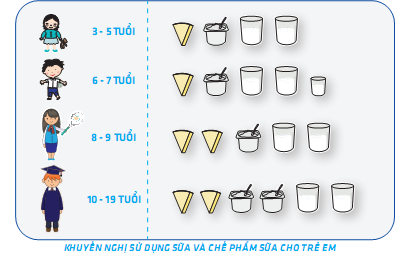 3 - 5 TUỔI
6 - 7 TUỔI
8 - 9 TUỔI
10 - 19 TUỔI
KHUYẾN NGHỊ SỬ DỤNG SỮA VÀ CHẾ PHẨM SỮA CHO TRẺ EM